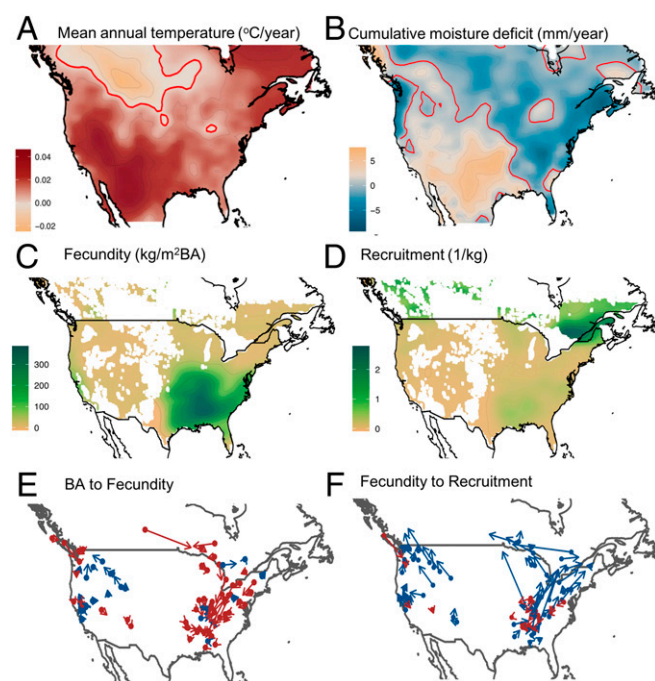 A Mean annual temperature (°C/year)
B Cumulative moisture deficit (mm/year)
0.04
0.02
0.00
−0.02
5
0
−5
C Fecundity (kg/m²BA)
D Recruitment (1/kg)
300
200
100
0
2
1
0
E BA to Fecundity
F Fecundity to Recruitment